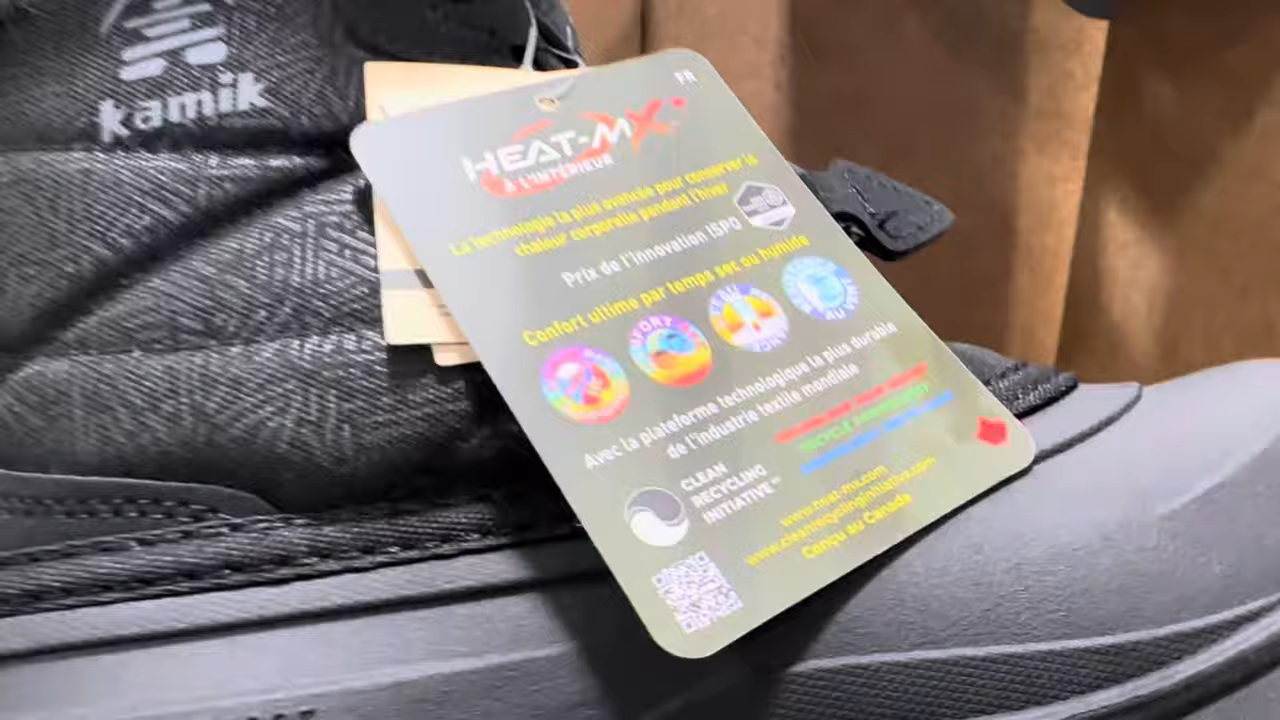 kamik
FR
HEAT-MX
À L'INTÉRIEUR
La technologie la plus avancée pour conserver la
chaleur corporelle pendant l'hiver
Prix de l'innovation ISPO
Confort ultime par temps sec ou humide
Avec la plateforme technologique la plus durable
de l'industrie textile mondiale
CLEAN
RECYCLING
INITIATIVE
www.heat-mx.com
www.cleanrecyclinginitiative.com
Conçu au Canada